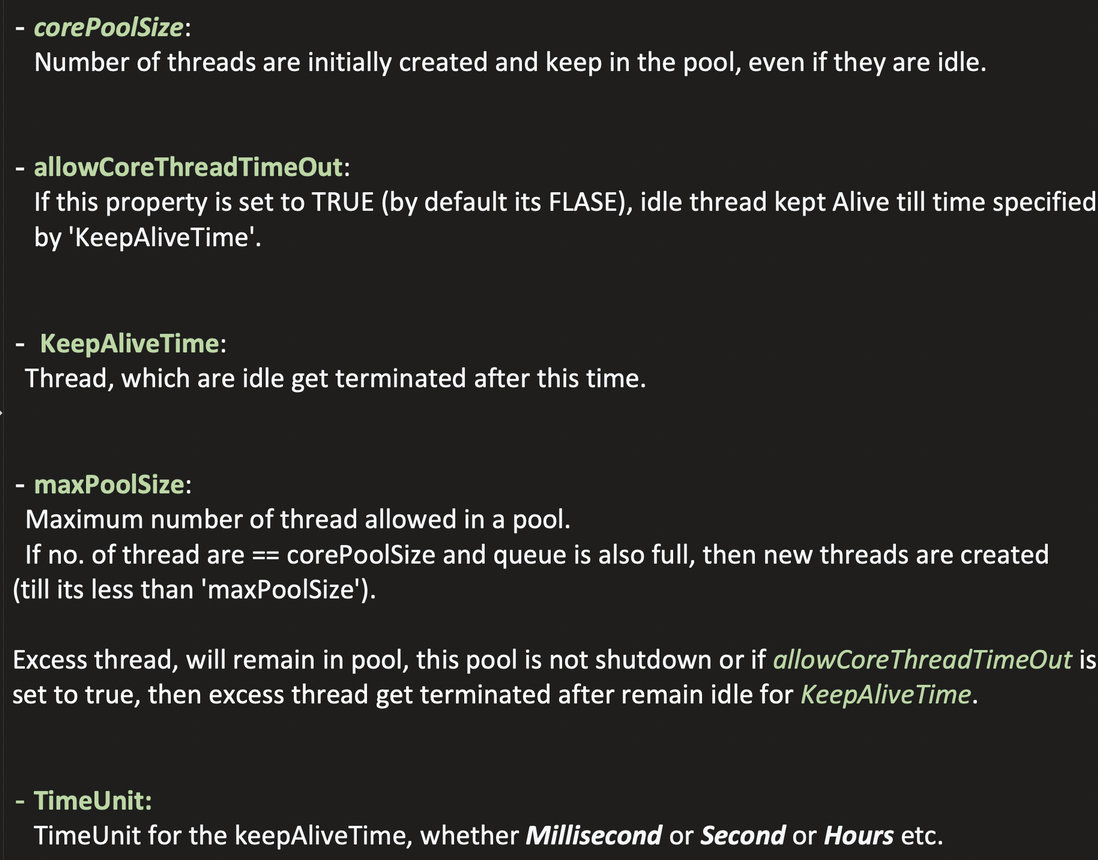 - corePoolSize:
Number of threads are initially created and keep in the pool, even if they are idle.
- allowCoreThreadTimeOut:
If this property is set to TRUE (by default its FLASE), idle thread kept Alive till time specified
by 'KeepAliveTime'.
- KeepAliveTime:
Thread, which are idle get terminated after this time.
- maxPoolSize:
Maximum number of thread allowed in a pool.
If no. of thread are == corePoolSize and queue is also full, then new threads are created
(till its less than 'maxPoolSize').
Excess thread, will remain in pool, this pool is not shutdown or if allowCoreThreadTimeOut is
set to true, then excess thread get terminated after remain idle for KeepAliveTime.
- TimeUnit:
TimeUnit for the keepAliveTime, whether Millisecond or Second or Hours etc.